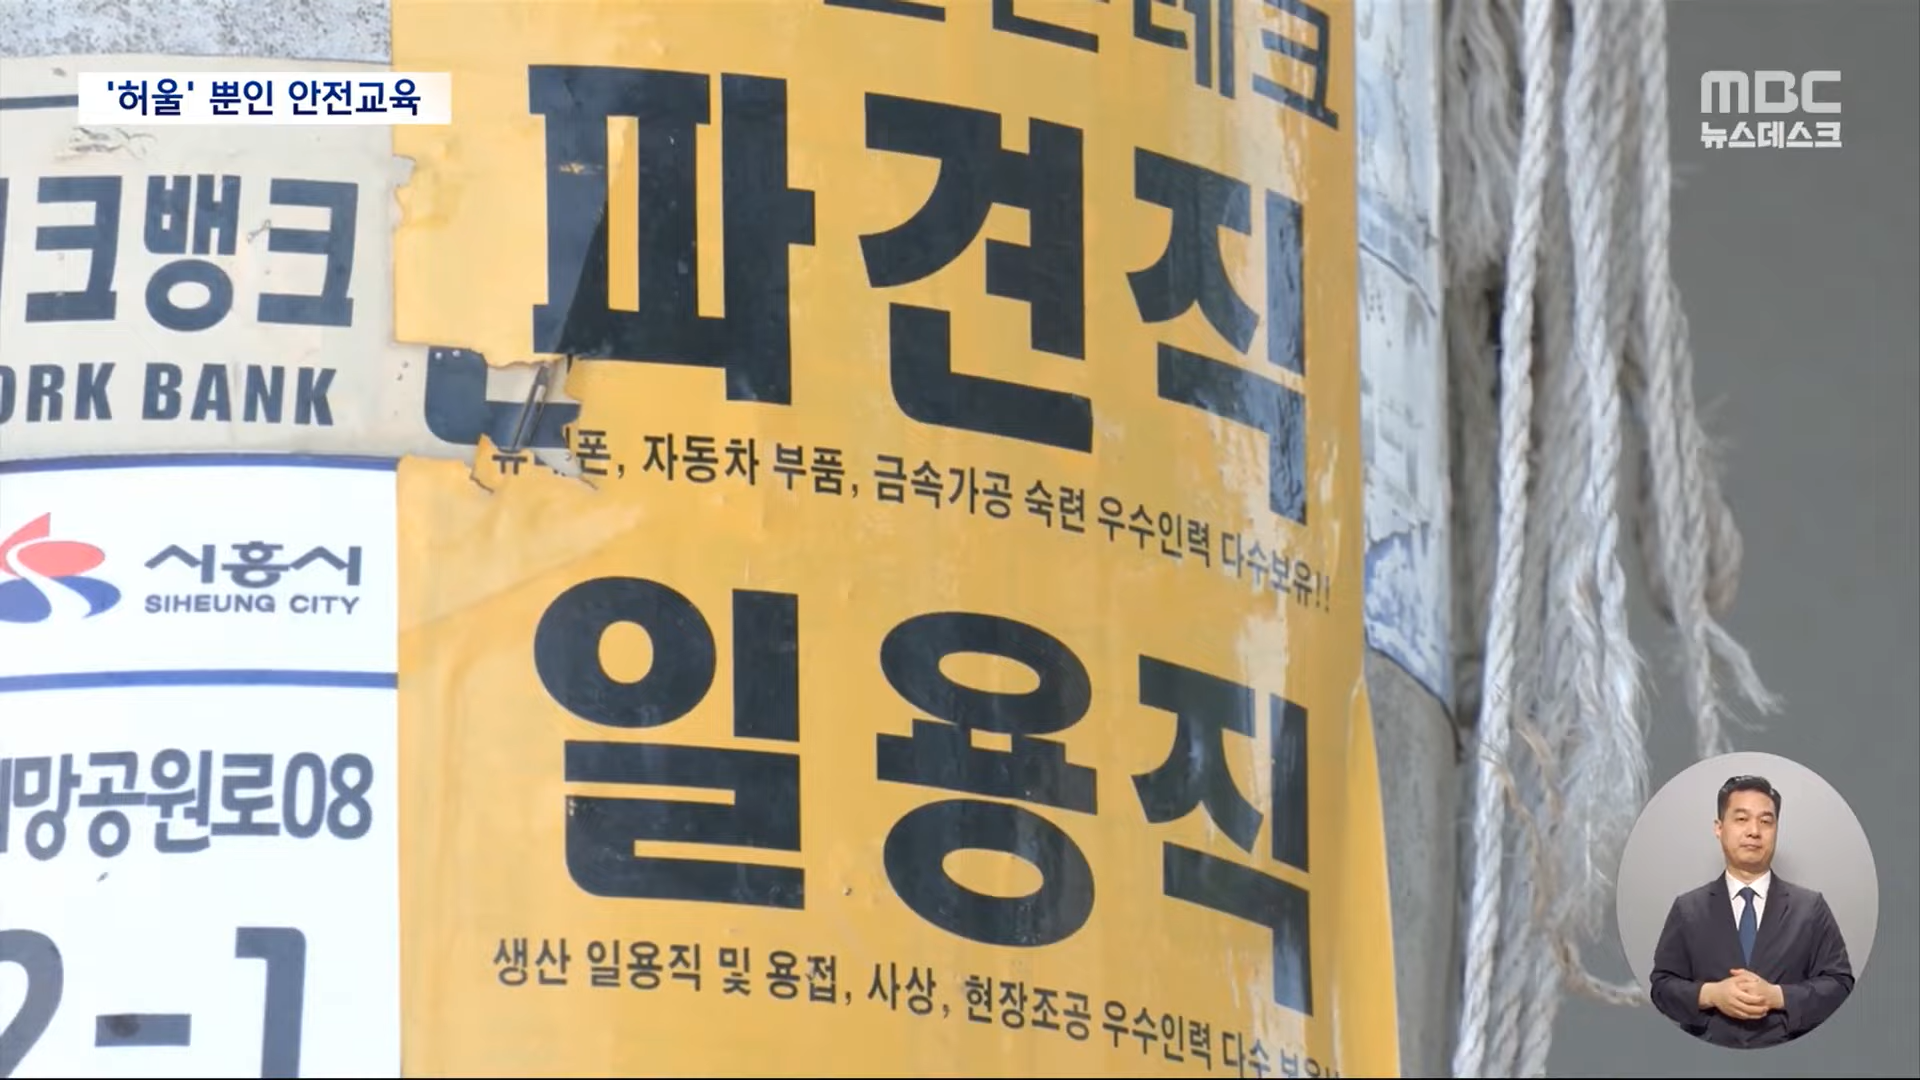 '허울' 뿐인 안전교육
MBC
뉴스데스크
크뱅크
BANK
시흥시
SIHEUNG CITY
망공원로08
2-1
파견직
자동차 부품, 금속가공 숙련 우수인력 다수보유!!
일용직
생산 일용직 및 용접, 사상, 현장조공 우수인력 다수